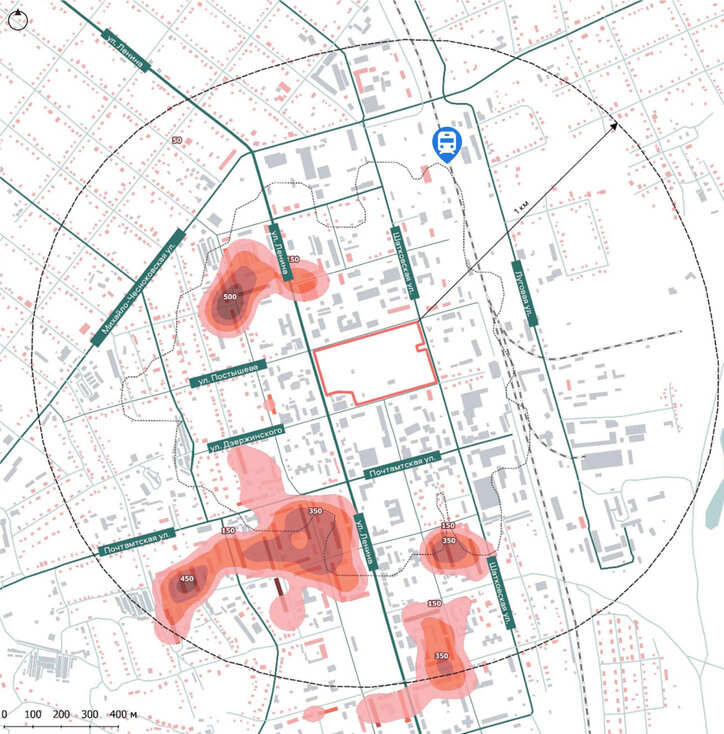 ул. Ленина
50
1 км
ул. Ленина
150
Шатковская ул.
Михайло-Чесноковская ул.
Луговая ул.
500
ул. Постышева
ул. Дзержинского
Почтамтская ул.
350
150
ул. Ленина
150
350
Почтамтская ул.
450
Шатковская ул.
150
350
0 100 200 300 400 м